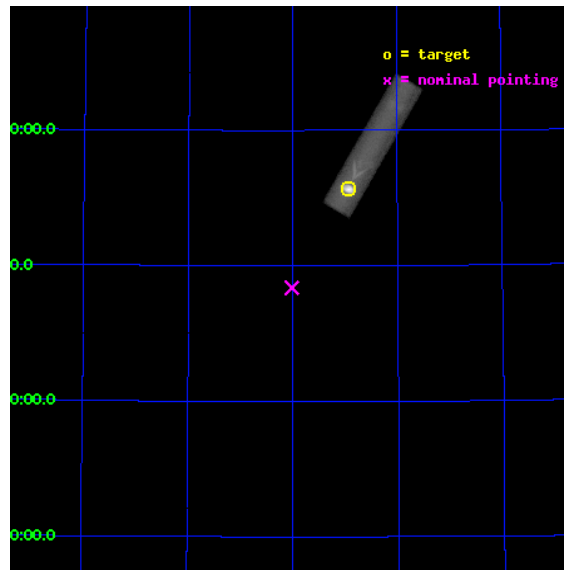 o = target
x = nominal pointing
0:00.0
0.0
0:00.0
0:00.0